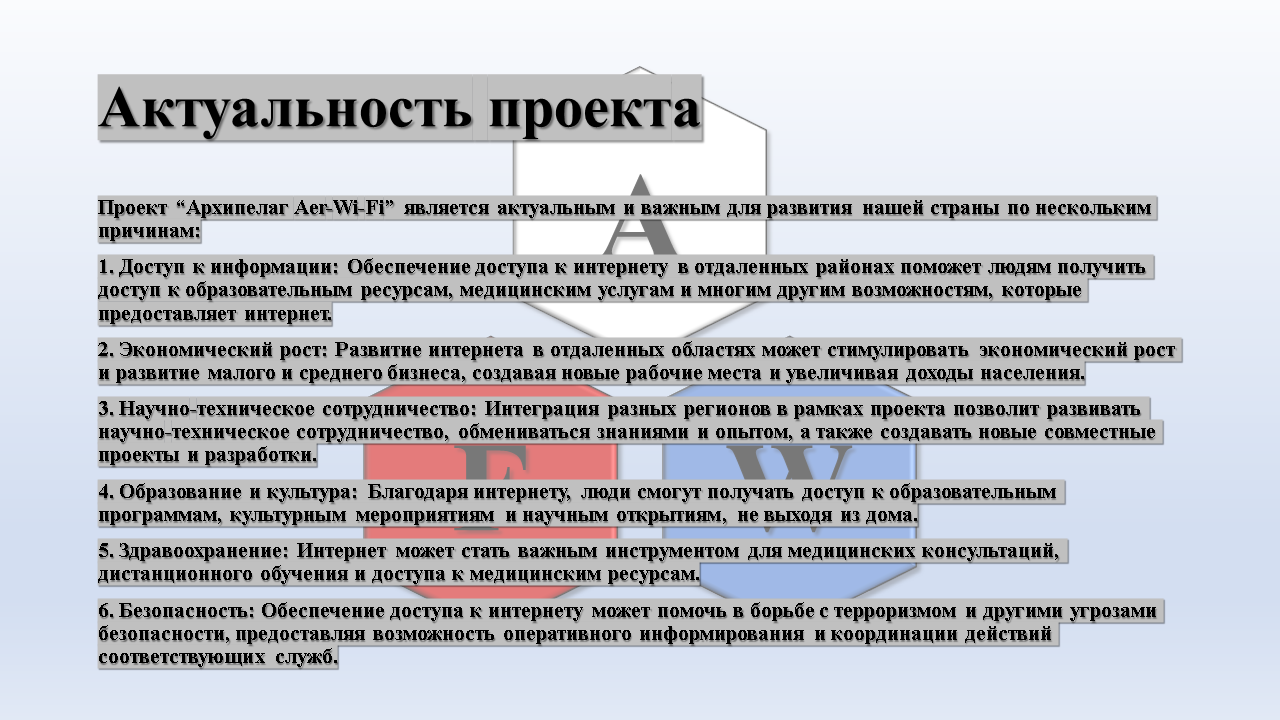 Актуальность проекта
A
Проект “Архипелаг Aer-Wi-Fi” является актуальным и важным для развития нашей страны по нескольким
причинам:
1. Доступ к информации: Обеспечение доступа к интернету в отдаленных районах поможет людям получить
доступ к образовательным ресурсам, медицинским услугам и многим другим возможностям, которые
предоставляет интернет.
2. Экономический рост: Развитие интернета в отдаленных областях может стимулировать экономический рост
и развитие малого и среднего бизнеса, создавая новые рабочие места и увеличивая доходы населения.
3. Научно-техническое сотрудничество: Интеграция разных регионов в рамках проекта позволит развивать
научно-техническое сотрудничество, обмениваться знаниями и опытом, а также создавать новые совместные
проекты и разработки.
F W
4. Образование и культура: Благодаря интернету, люди смогут получать доступ к образовательным
программам, культурным мероприятиям и научным открытиям, не выходя из дома.
5. Здравоохранение: Интернет может стать важным инструментом для медицинских консультаций,
дистанционного обучения и доступа к медицинским ресурсам.
6. Безопасность: Обеспечение доступа к интернету может помочь в борьбе с терроризмом и другими угрозами
безопасности, предоставляя возможность оперативного информирования и координации действий
соответствующих служб.